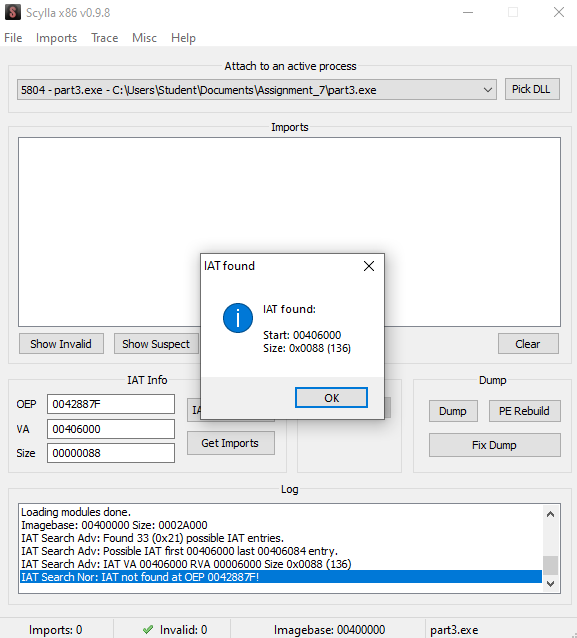 Scylla x86 v0.9.8
File Imports Trace Misc Help
Attach to an active process
5804 - part3.exe - C:\Users\Student\Documents\Assignment_7\part3.exe
Pick DLL
Imports
IAT found
IAT found:
Start: 00406000
Size: 0x0088 (136)
OK
Show Invalid
Show Suspect
Clear
IAT Info
OEP 0042887F
VA 00406000
Size 00000088
Get Imports
Dump
Dump
PE Rebuild
Fix Dump
Log
Loading modules done.
Imagebase: 00400000 Size: 0002A000
IAT Search Adv: Found 33 (0x21) possible IAT entries.
IAT Search Adv: Possible IAT first 00406000 last 00406084 entry.
IAT Search Adv: IAT VA 00406000 RVA 00006000 Size 0x0088 (136)
IAT Search Nor: IAT not found at OEP 0042887F!
Imports: 0
Invalid: 0
Imagebase: 00400000
part3.exe